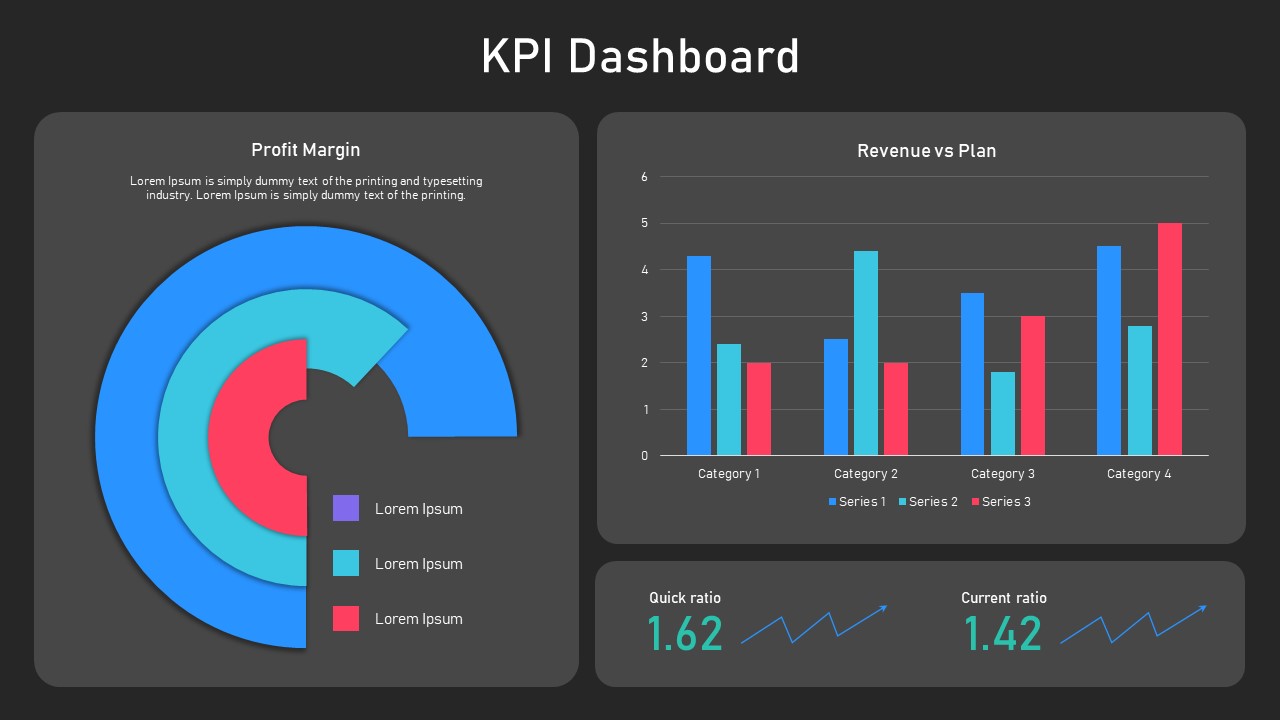 KPI Dashboard
Profit Margin
Lorem Ipsum is simply dummy text of the printing and typesetting
industry. Lorem Ipsum is simply dummy text of the printing.
Lorem Ipsum
Lorem Ipsum
Lorem Ipsum
Revenue vs Plan
6
5
4
3
2
1
0
Category 1 Category 2 Category 3 Category 4
Series 1 Series 2 Series 3
Quick ratio
1.62
Current ratio
1.42